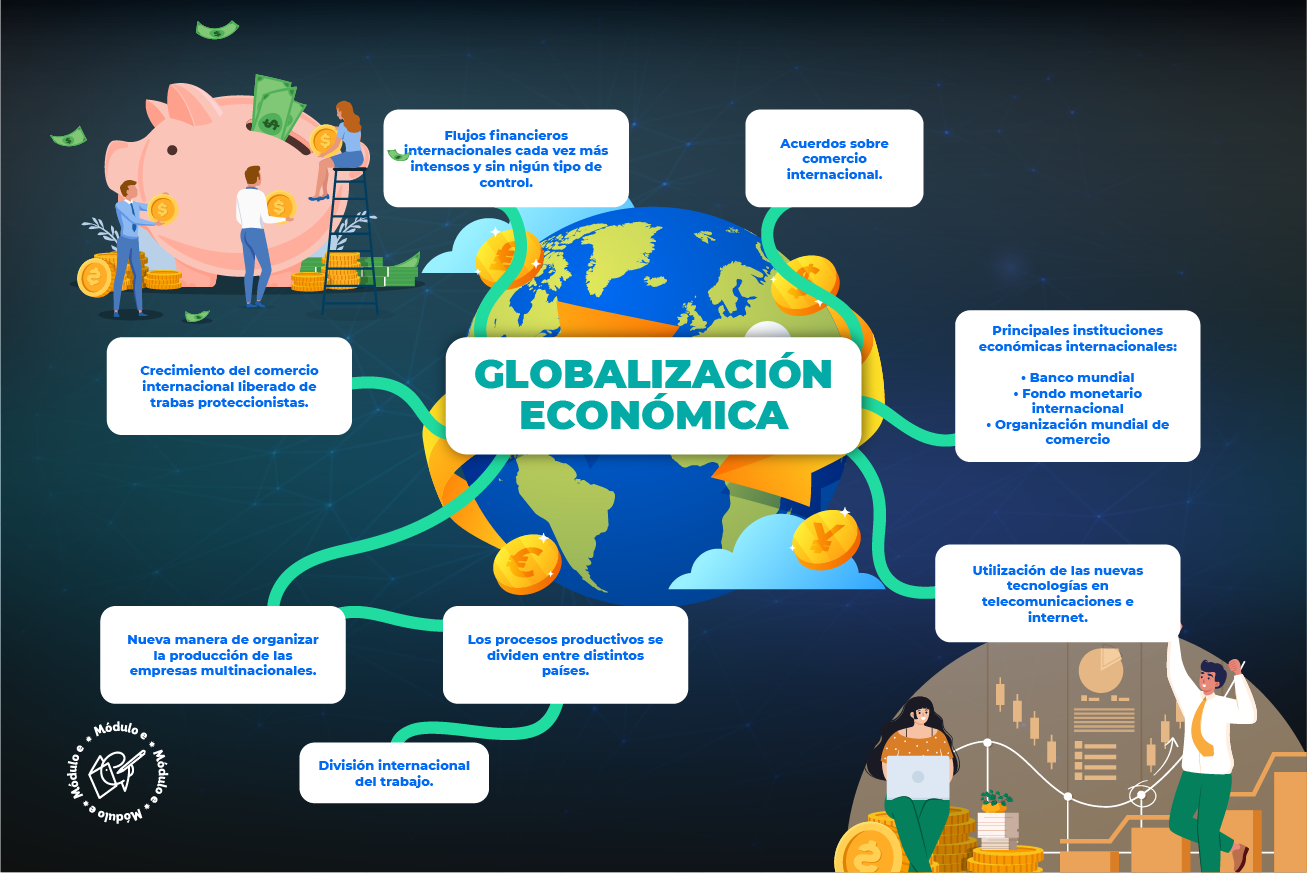 Flujos financieros
internacionales cada vez más
intensos y sin nigún tipo de
control.
Acuerdos sobre
comercio
internacional.
Crecimiento del comercio
internacional liberado de
trabas proteccionistas.
GLOBALIZACIÓN
ECONÓMICA
Principales instituciones
económicas internacionales:
• Banco mundial
• Fondo monetario
internacional
• Organización mundial de
comercio
Utilización de las nuevas
tecnologías en
telecomunicaciones e
internet.
Nueva manera de organizar
la producción de las
empresas multinacionales.
Los procesos productivos se
dividen entre distintos
países.
División internacional
del trabajo.
Módulo e * Módulo e * Módulo e * Módulo e *